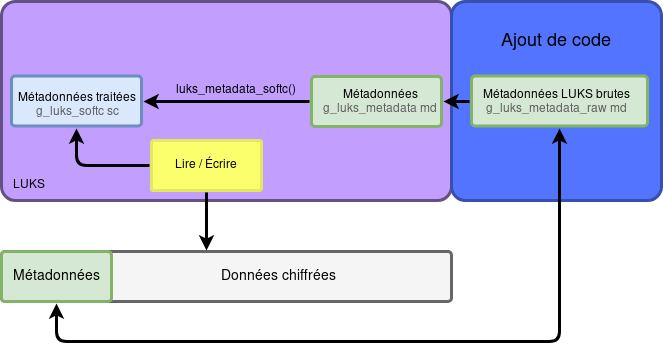 Ajout de code
Métadonnées traitées
g_luks_softc sc
luks_metadata_softc()
Métadonnées
g_luks_metadata md
Métadonnées LUKS brutes
g_luks_metadata_raw md
Lire / Écrire
LUKS
Métadonnées
Données chiffrées